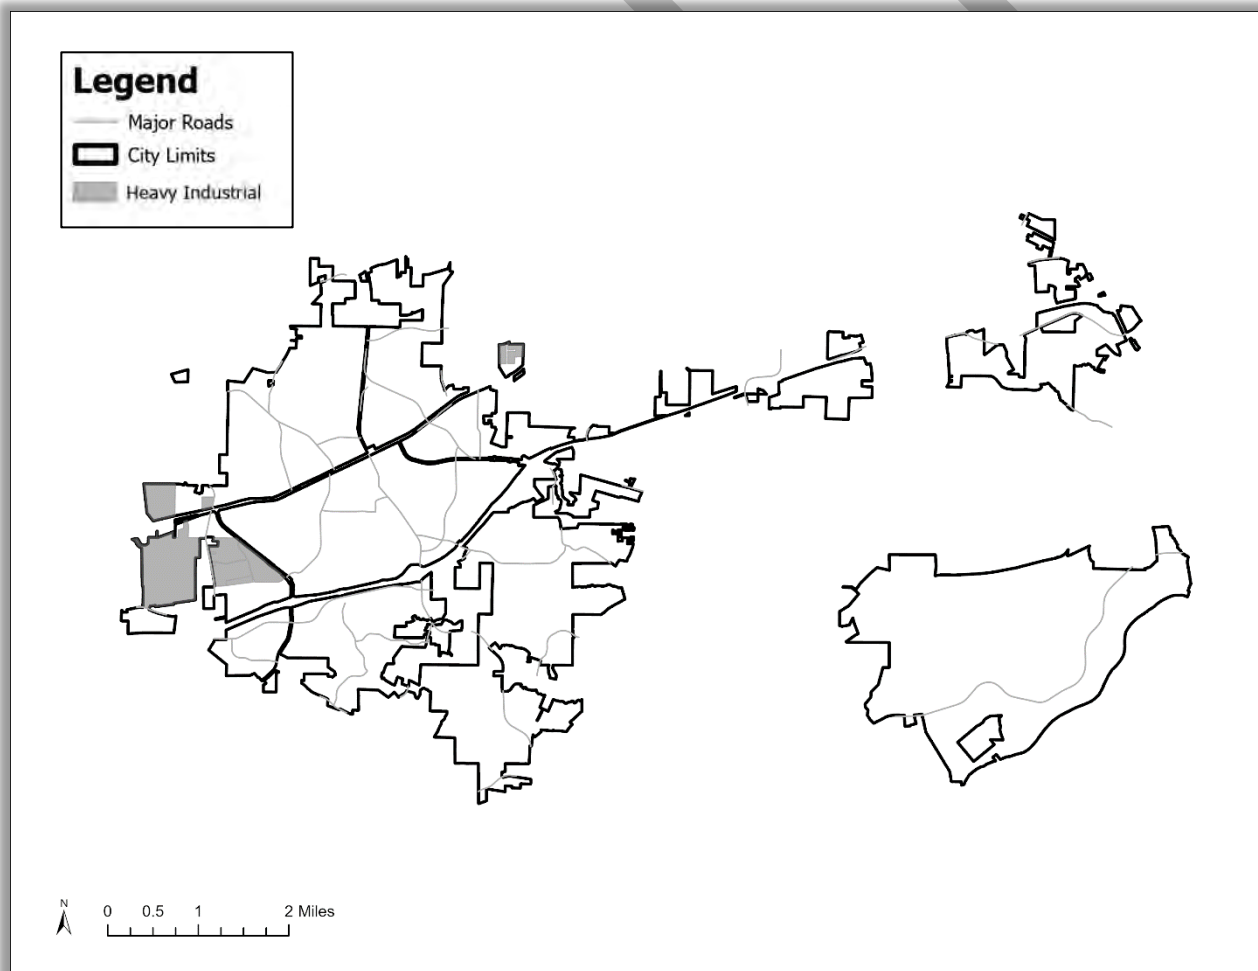 Legend
Major Roads
City Limits
Heavy Industrial
N
0 0.5 1 2 Miles